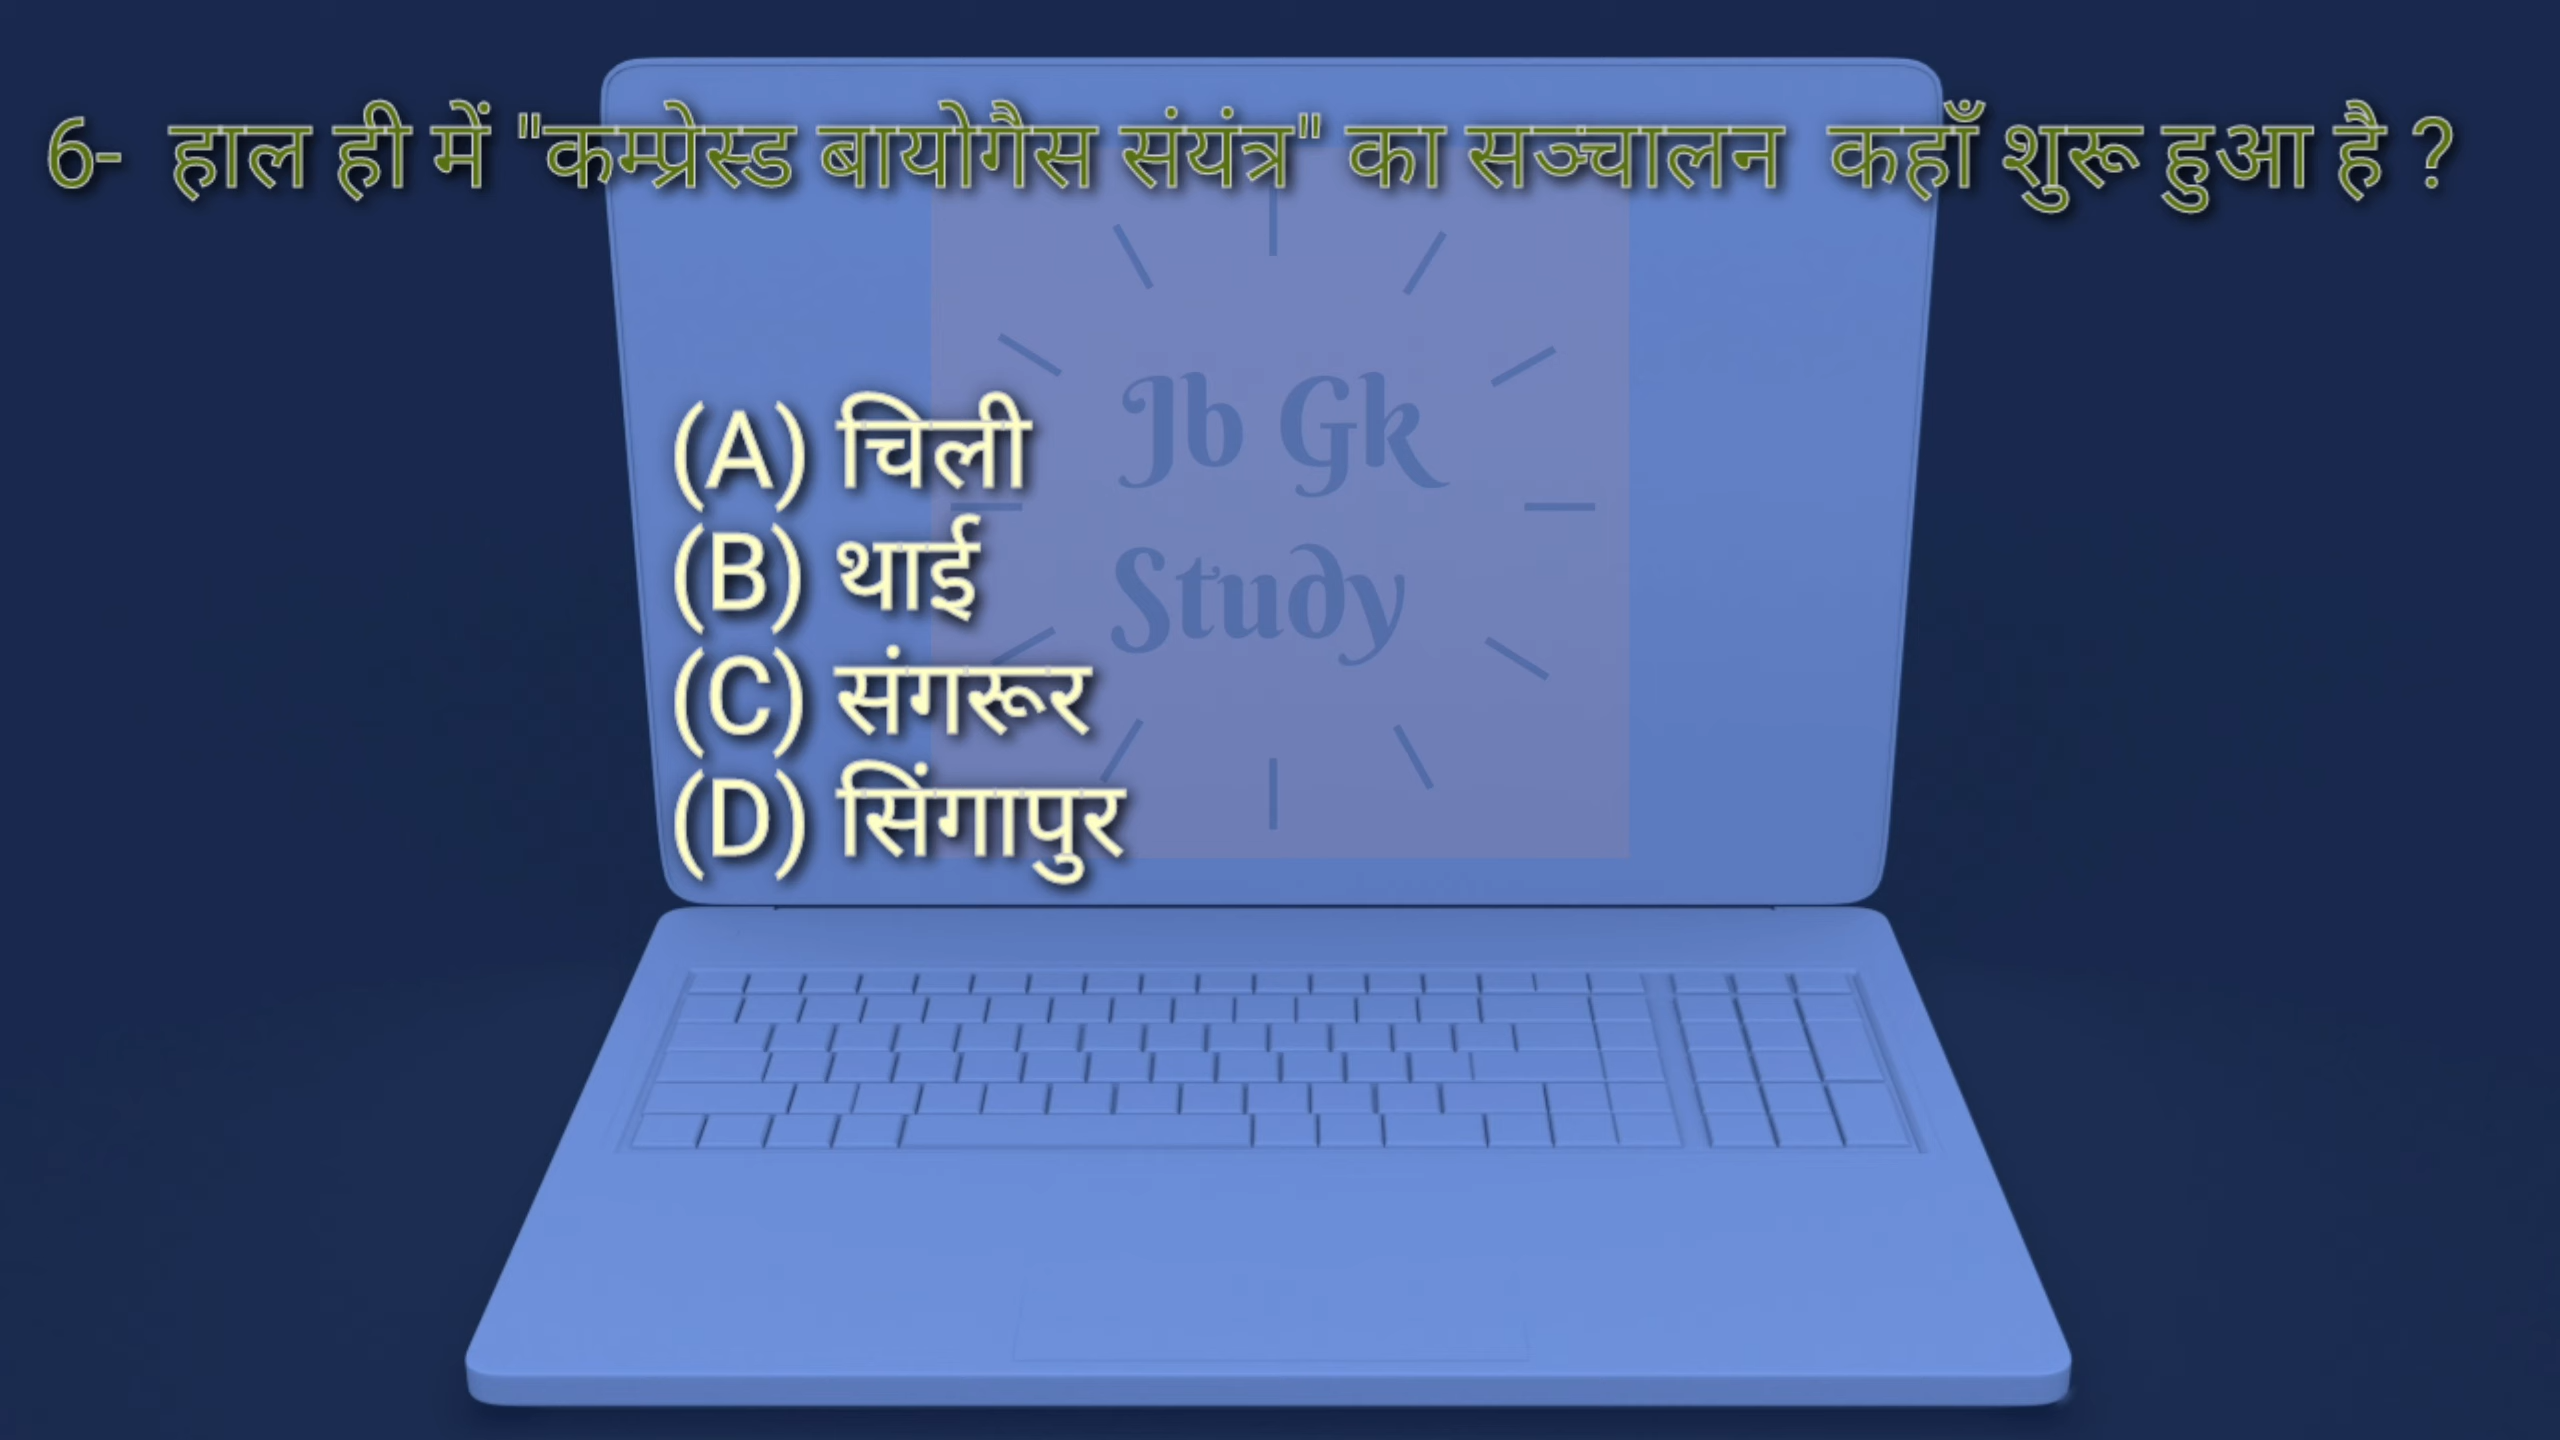 6- हाल ही में "कम्प्रेस्ड बायोगैस संयंत्र" का सञ्चालन कहाँ शुरू हुआ है ?
Jb Gk
Study
(A) चिली
(B) थाई
(C) संगरूर
(D) सिंगापुर